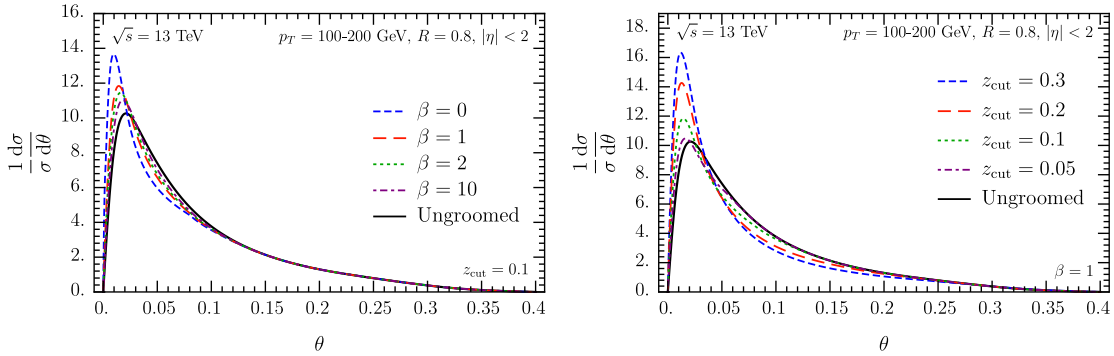 √s = 13 TeV
p_T = 100-200 GeV, R = 0.8, |η| < 2
16.
14.
12.
10.
8.
6.
4.
2.
0.
1/σ dσ/dθ
β = 0
β = 1
β = 2
β = 10
Ungroomed
z_cut = 0.1
0. 0.05 0.1 0.15 0.2 0.25 0.3 0.35 0.4
θ
√s = 13 TeV
p_T = 100-200 GeV, R = 0.8, |η| < 2
18.
16.
14.
12.
10.
8.
6.
4.
2.
0.
1/σ dσ/dθ
z_cut = 0.3
z_cut = 0.2
z_cut = 0.1
z_cut = 0.05
Ungroomed
β = 1
0. 0.05 0.1 0.15 0.2 0.25 0.3 0.35 0.4
θ